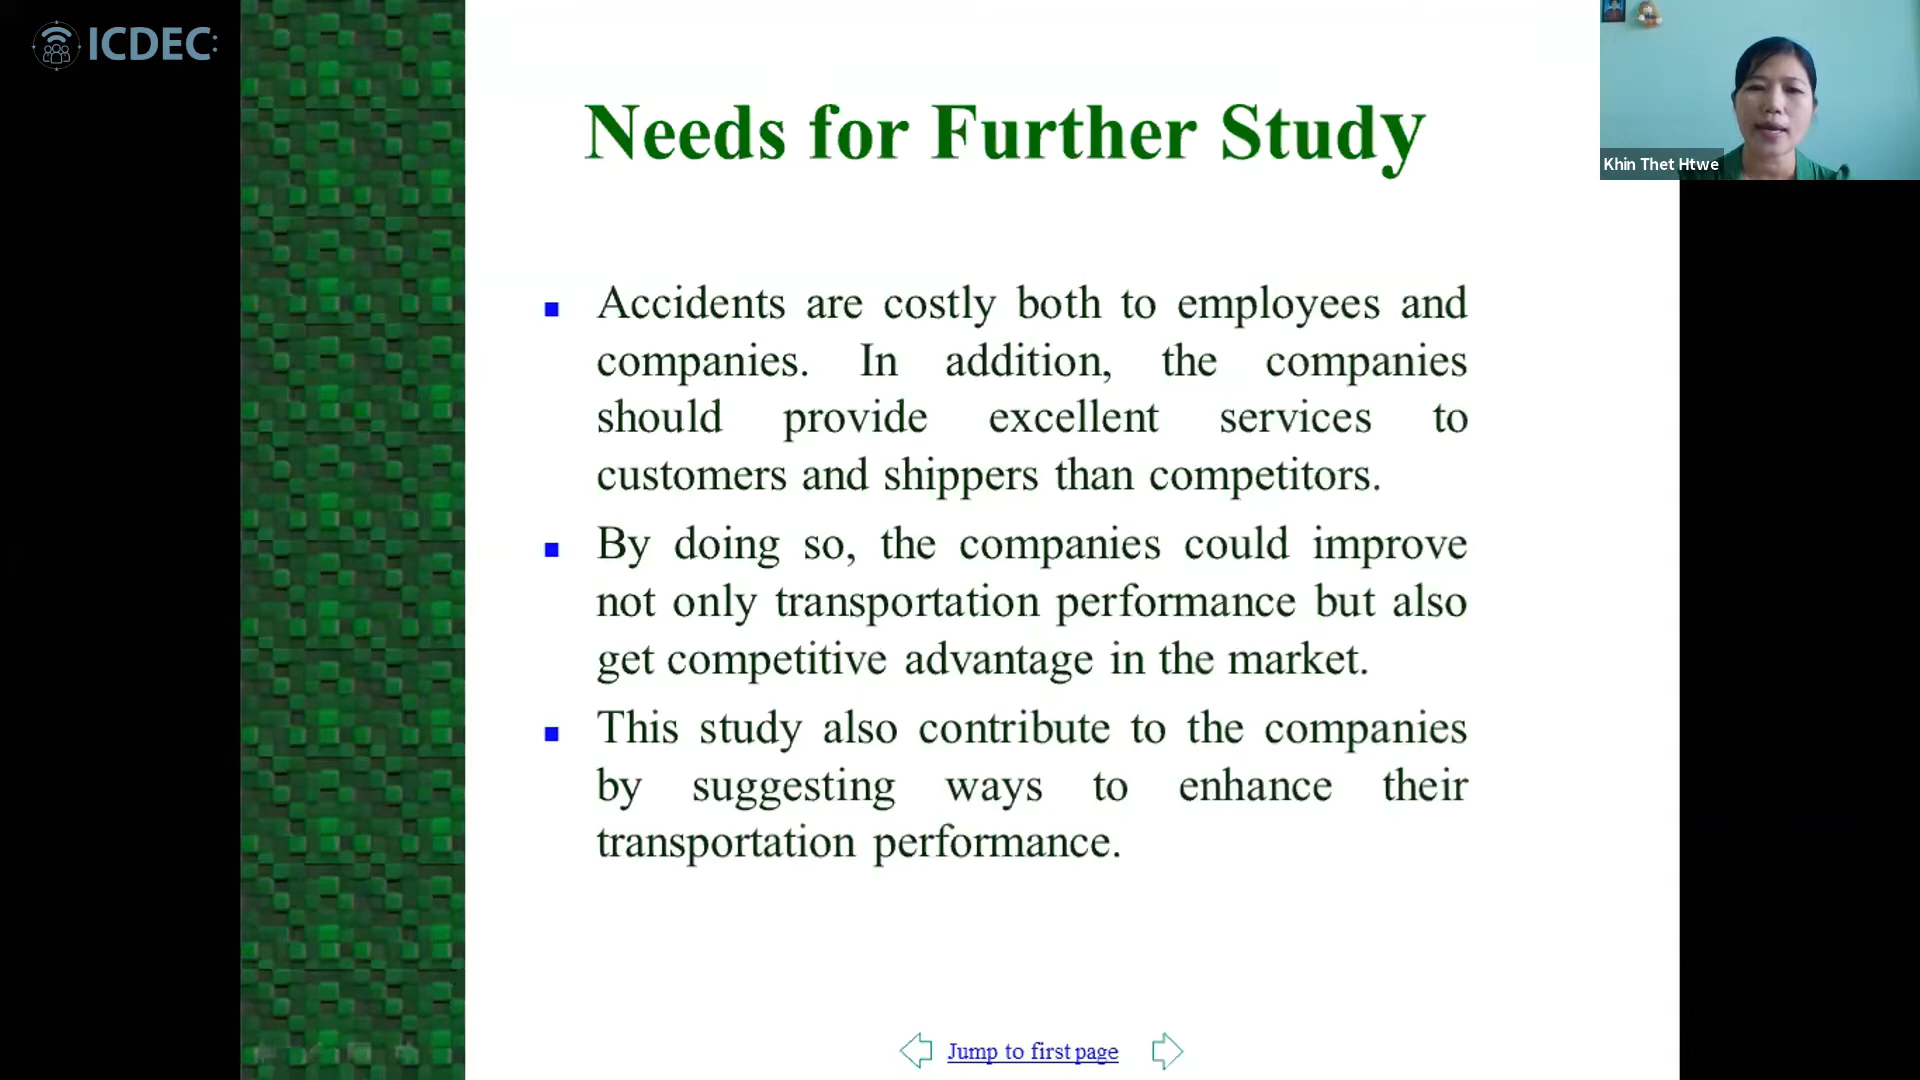 ICDEC:
Needs for Further Study
Khin Thet Htwe
Accidents are costly both to employees and
companies. In addition, the companies
should provide excellent services to
customers and shippers than competitors.
By doing so, the companies could improve
not only transportation performance but also
get competitive advantage in the market.
This study also contribute to the companies
by suggesting ways to enhance their
transportation performance.
Jump to first page